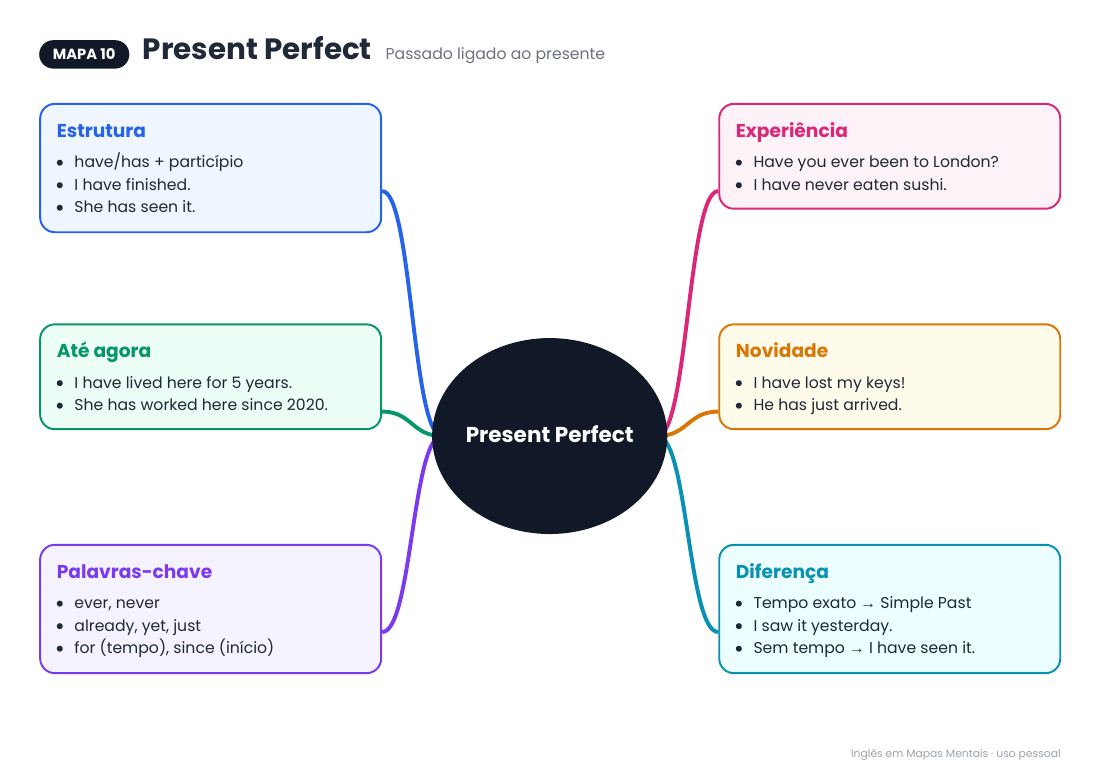 MAPA 10 Present Perfect Passado ligado ao presente
Estrutura
• have/has + particípio
• I have finished.
• She has seen it.
Experiência
• Have you ever been to London?
• I have never eaten sushi.
Até agora
• I have lived here for 5 years.
• She has worked here since 2020.
Novidade
• I have lost my keys!
• He has just arrived.
Present Perfect
Palavras-chave
• ever, never
• already, yet, just
• for (tempo), since (início)
Diferença
• Tempo exato → Simple Past
• I saw it yesterday.
• Sem tempo → I have seen it.
Inglês em Mapas Mentais · uso pessoal